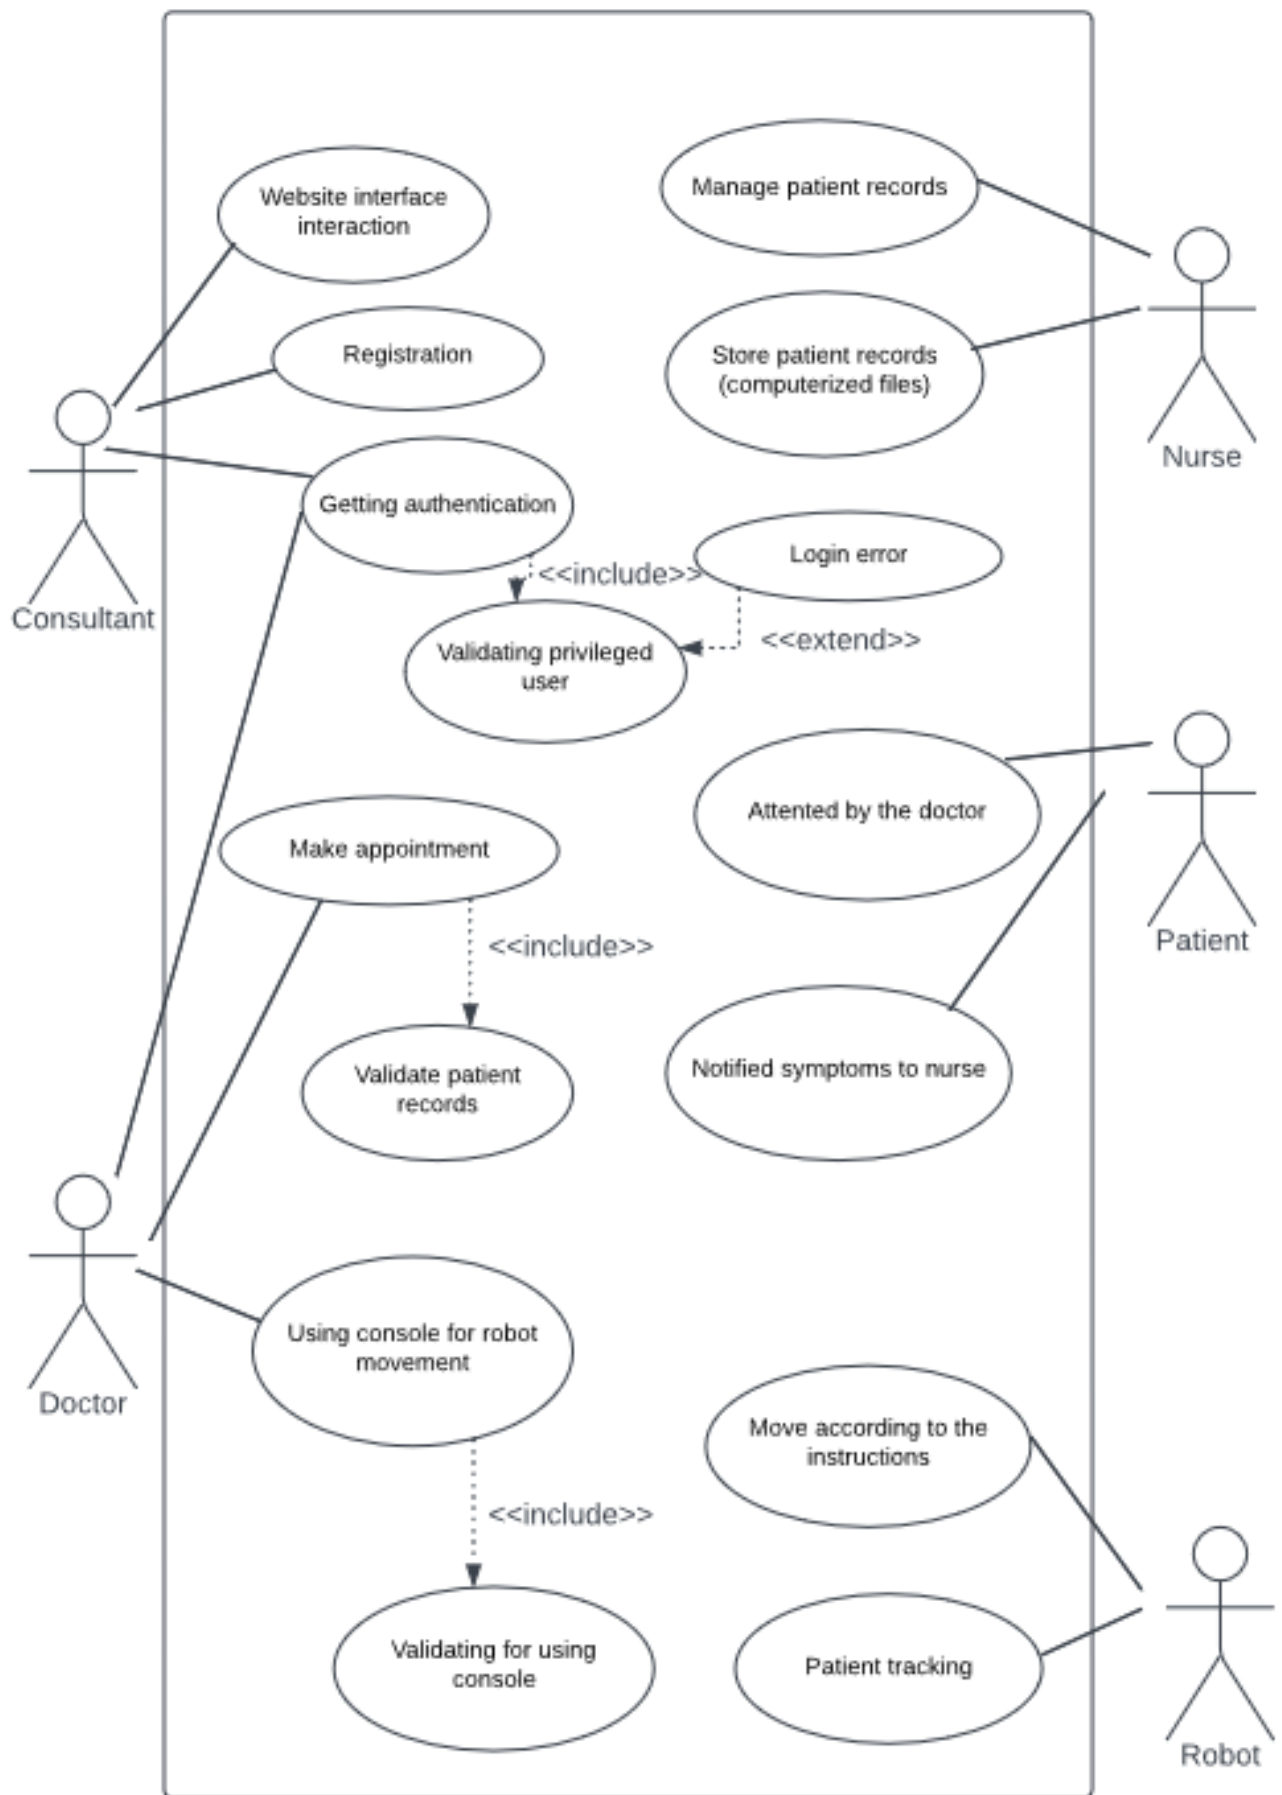 Website interface
interaction
Manage patient records
Registration
Store patient records
(computerized files)
Nurse
Getting authentication
Login error
<<include>>
Consultant
<<extend>>
Validating privileged
user
Attented by the doctor
Make appointment
Patient
<<include>>
Validate patient
records
Notified symptoms to nurse
Using console for robot
movement
Doctor
Move according to the
instructions
<<include>>
Validating for using
console
Patient tracking
Robot